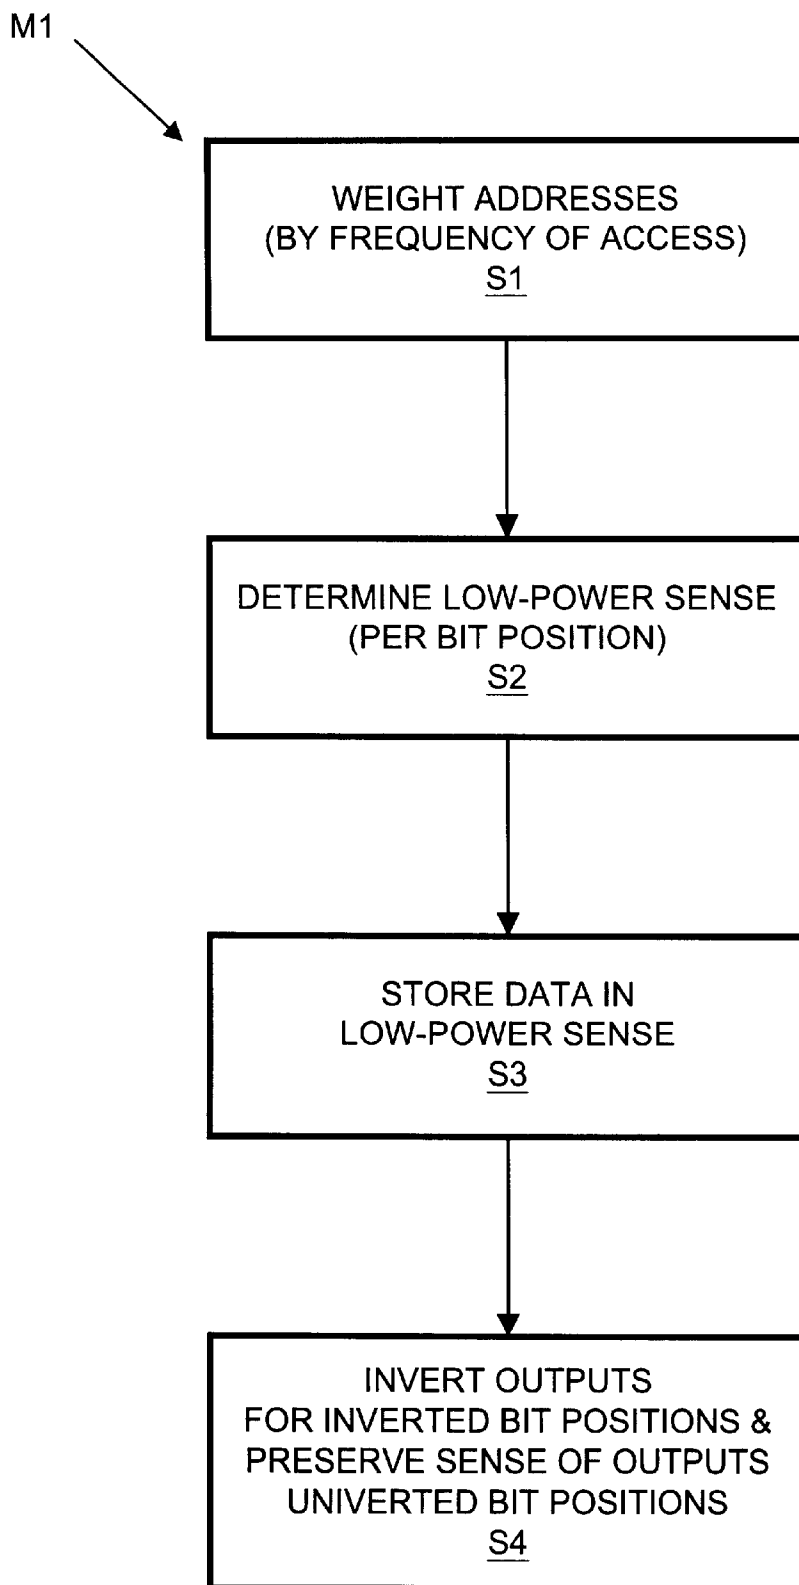 M1
WEIGHT ADDRESSES
(BY FREQUENCY OF ACCESS)
S1
DETERMINE LOW-POWER SENSE
(PER BIT POSITION)
S2
STORE DATA IN
LOW-POWER SENSE
S3
INVERT OUTPUTS
FOR INVERTED BIT POSITIONS &
PRESERVE SENSE OF OUTPUTS
UNIVERTED BIT POSITIONS
S4